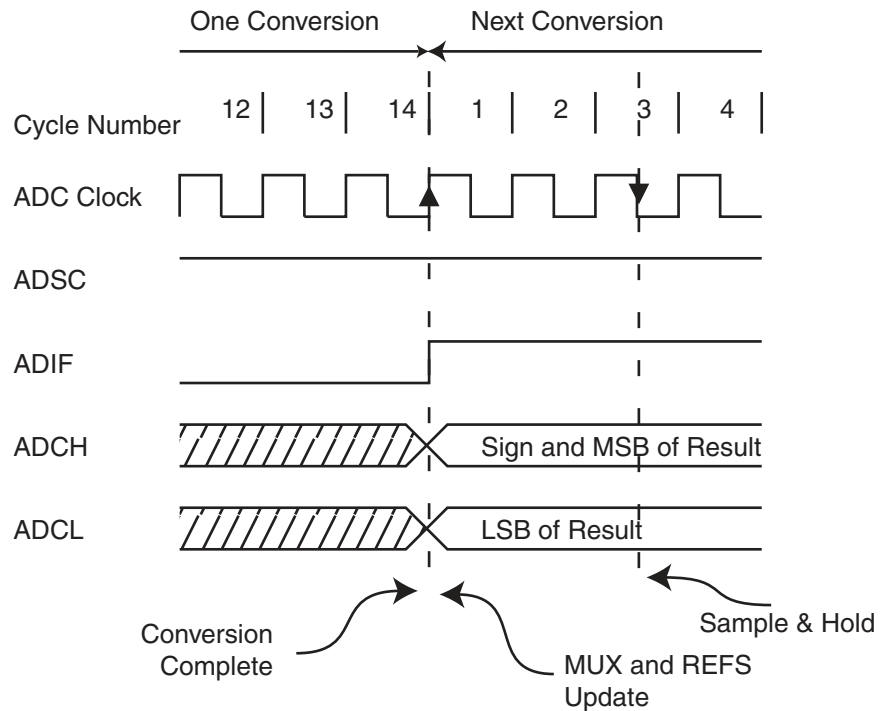 One Conversion Next Conversion
Cycle Number 12 13 14 1 2 3 4
ADC Clock
ADSC
ADIF
ADCH Sign and MSB of Result
ADCL LSB of Result
Conversion
Complete
MUX and REFS
Update
Sample & Hold